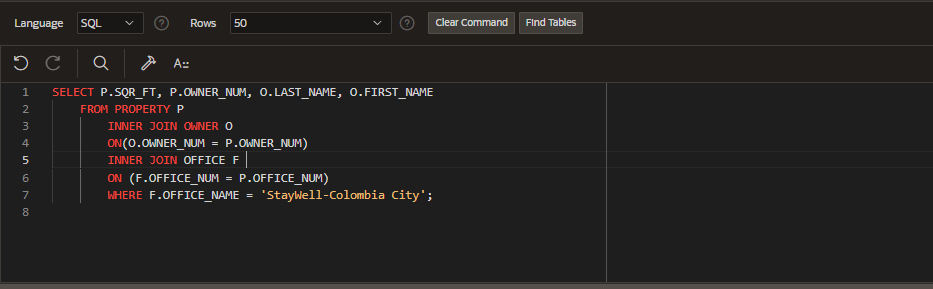 Language SQL Rows 50 Clear Command Find Tables
1 SELECT P.SQR_FT, P.OWNER_NUM, O.LAST_NAME, O.FIRST_NAME
2 FROM PROPERTY P
3 INNER JOIN OWNER O
4 ON(O.OWNER_NUM = P.OWNER_NUM)
5 INNER JOIN OFFICE F
6 ON (F.OFFICE_NUM = P.OFFICE_NUM)
7 WHERE F.OFFICE_NAME = 'StayWell-Colombia City';
8